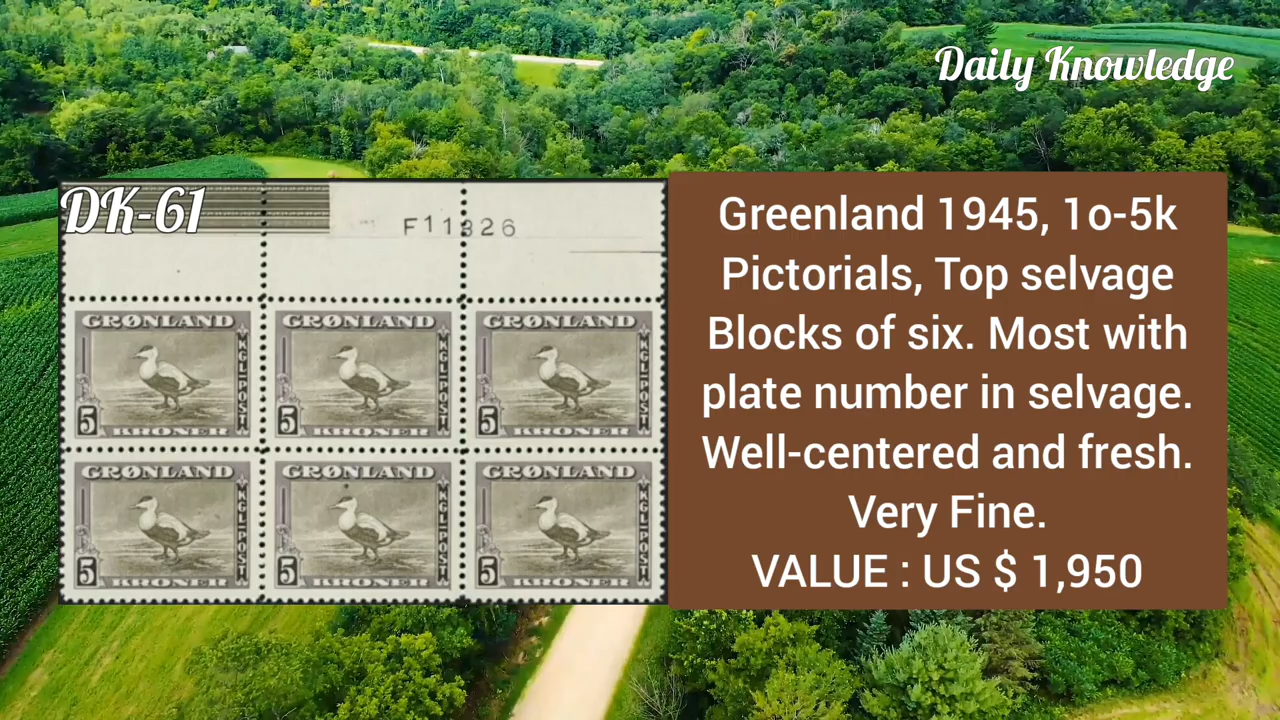 Daily Knowledge
DK-61
F11326
GRØNLAND GRØNLAND GRØNLAND
KGL-POST KGL-POST KGL-POST
5 KRONER 5 KRONER 5 KRONER
GRØNLAND GRØNLAND GRØNLAND
KGL-POST KGL-POST KGL-POST
5 KRONER 5 KRONER 5 KRONER
Greenland 1945, 1o-5k
Pictorials, Top selvage
Blocks of six. Most with
plate number in selvage.
Well-centered and fresh.
Very Fine.
VALUE : US $ 1,950